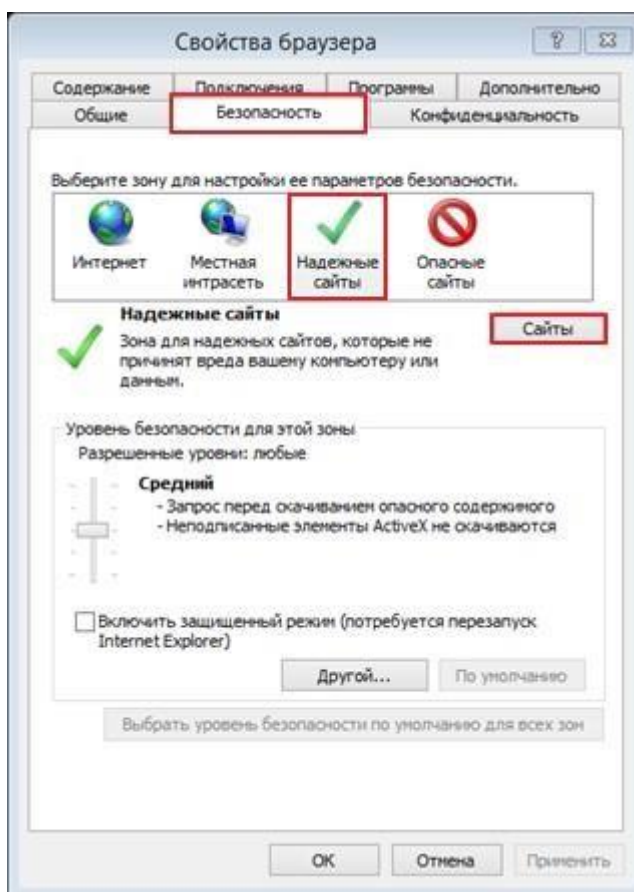 Свойства браузера
Содержание Подключения Программы Дополнительно
Общие Безопасность Конфиденциальность
Выберите зону для настройки ее параметров безопасности.
Интернет Местная интрасеть Надежные сайты Опасные сайты
Надежные сайты
Сайты
Зона для надежных сайтов, которые не
причинят вреда вашему компьютеру или
данным.
Уровень безопасности для этой зоны
Разрешенные уровни: любые
Средний
- Запрос перед скачиванием опасного содержимого
- Неподписанные элементы ActiveX не скачиваются
Включить защищенный режим (потребуется перезапуск
Internet Explorer)
Другой... По умолчанию
Выбрать уровень безопасности по умолчанию для всех зон
ОК Отмена Применить